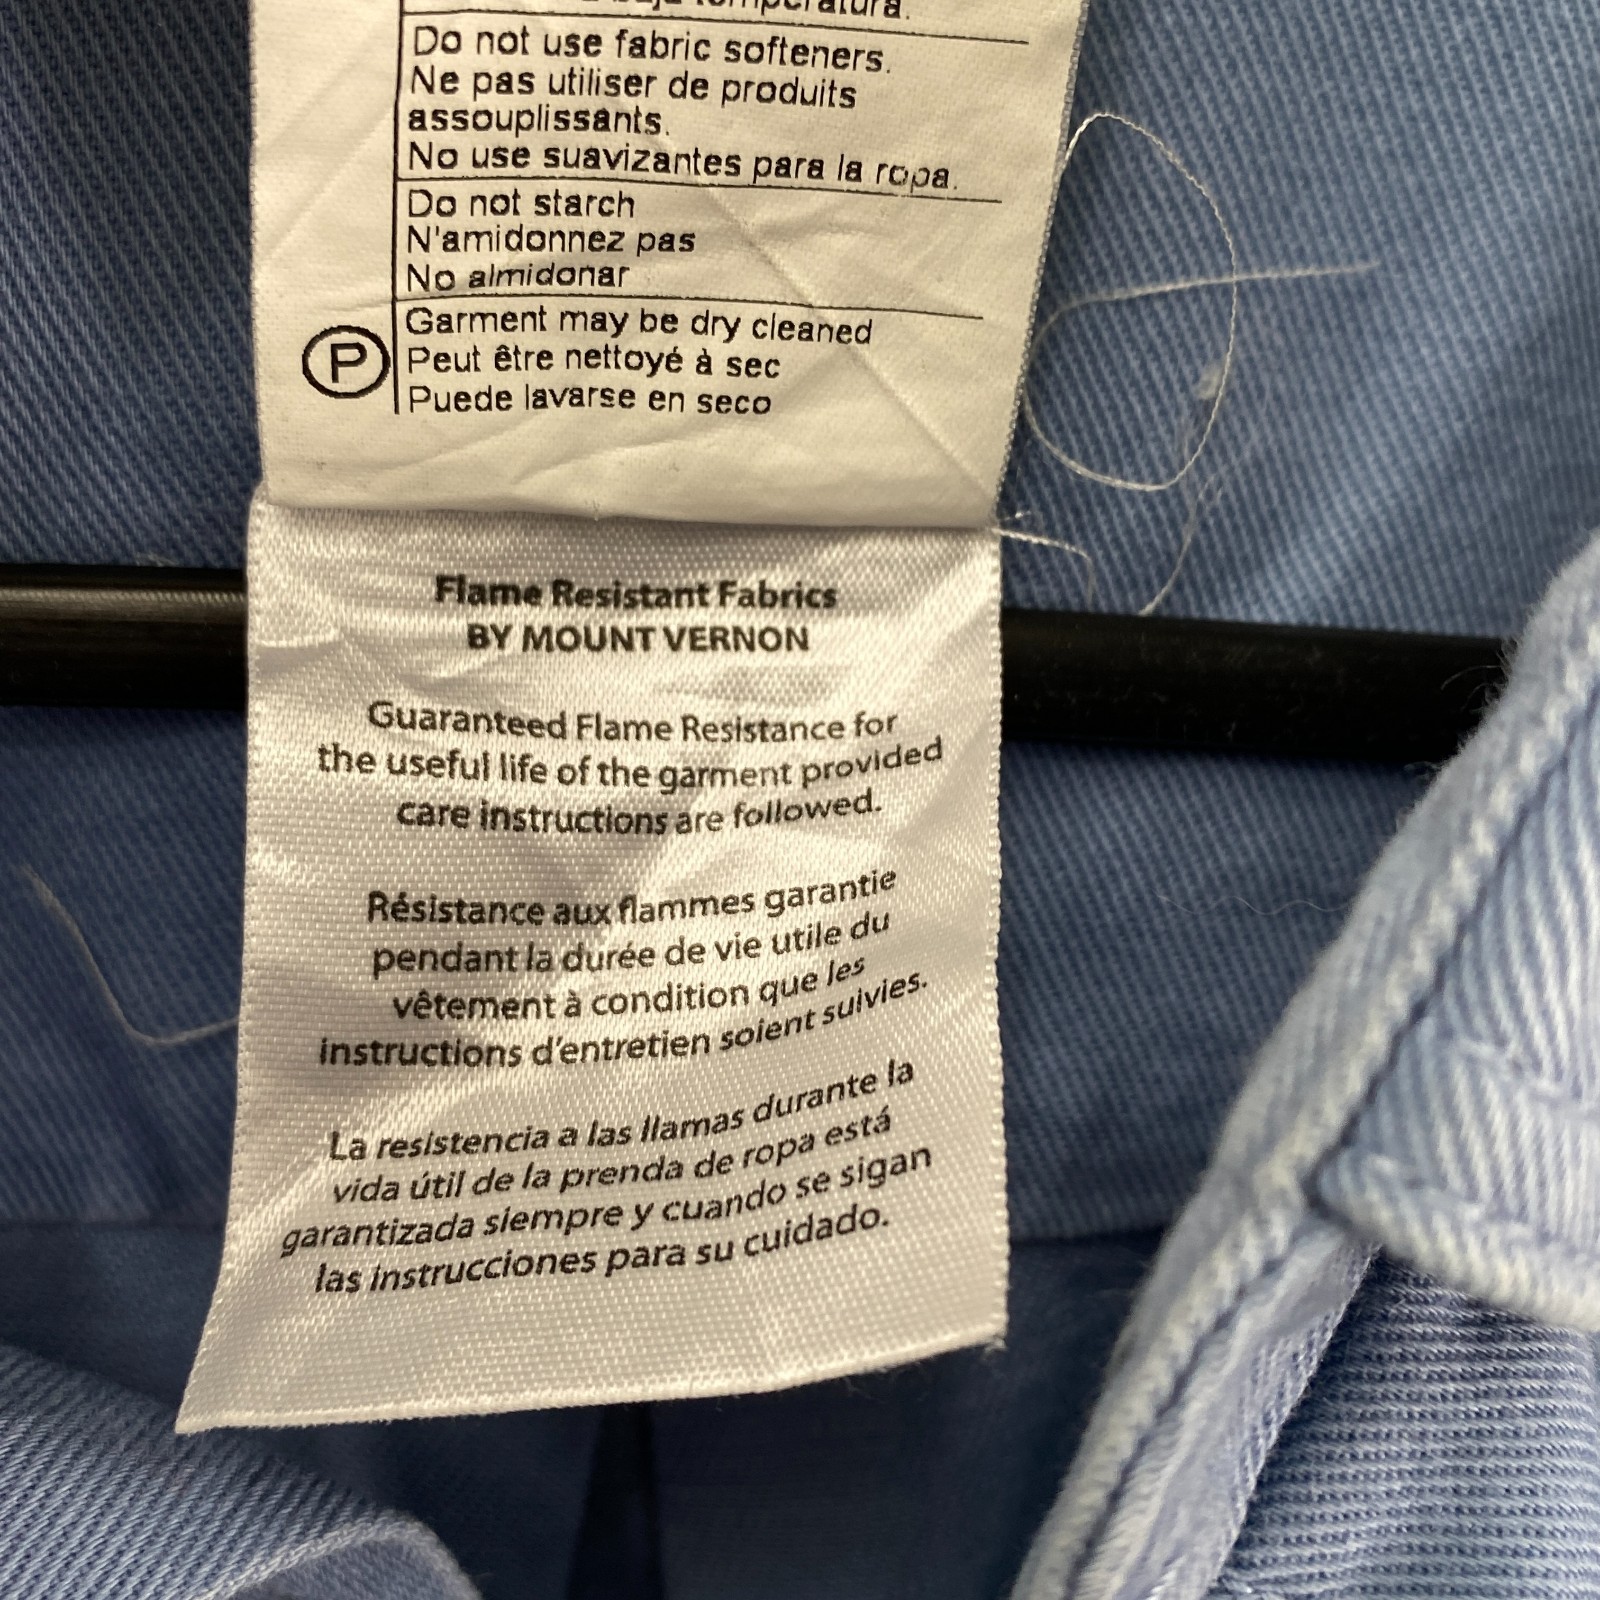 baja temperatura.
Do not use fabric softeners.
Ne pas utiliser de produits
assouplissants.
No use suavizantes para la ropa.
Do not starch
N'amidonnez pas
No almidonar
Garment may be dry cleaned
P Peut être nettoyé à sec
Puede lavarse en seco
Flame Resistant Fabrics
BY MOUNT VERNON
Guaranteed Flame Resistance for
the useful life of the garment provided
care instructions are followed.
Résistance aux flammes garantie
pendant la durée de vie utile du
vêtement à condition que les
instructions d'entretien soient suivies.
La resistencia a las llamas durante la
vida útil de la prenda de ropa está
garantizada siempre y cuando se sigan
las instrucciones para su cuidado.